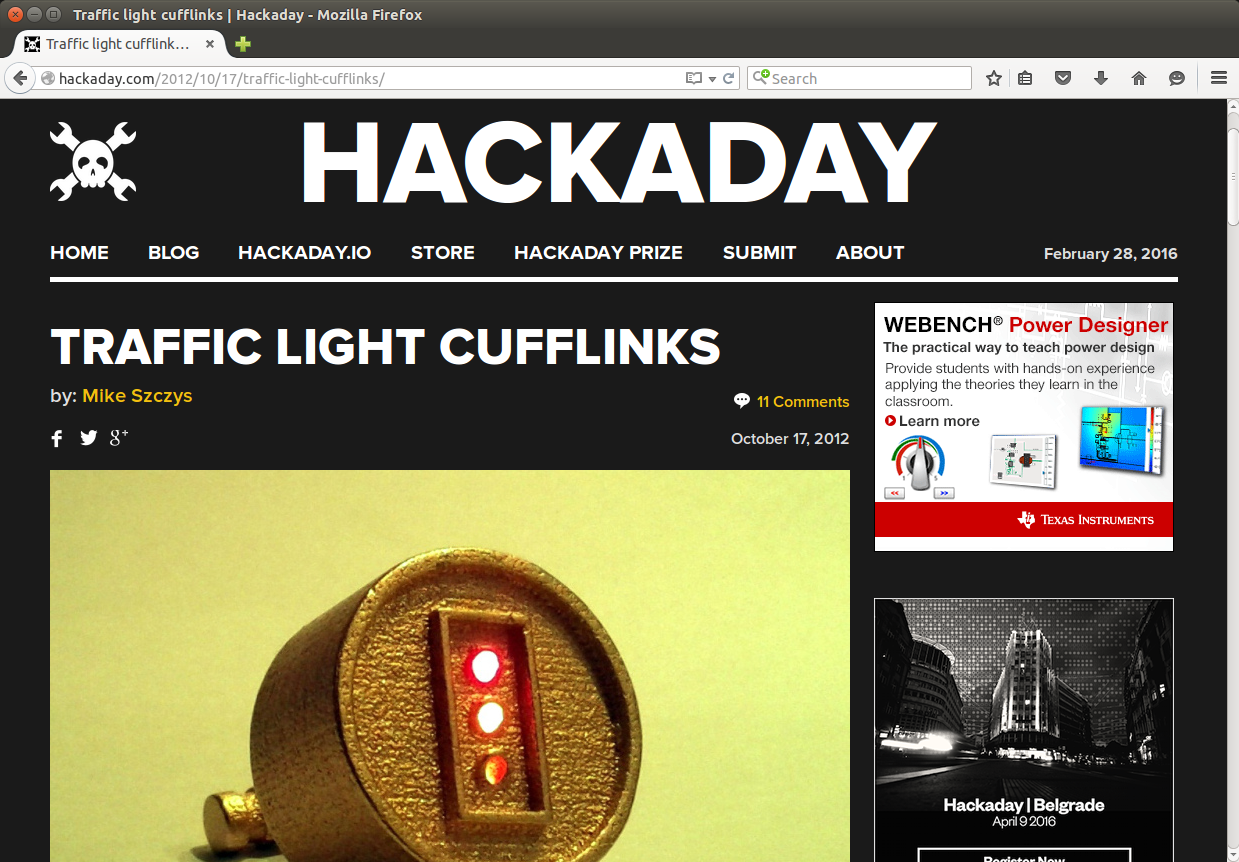 Traffic light cufflinks | Hackaday - Mozilla Firefox
Traffic light cufflink...
hackaday.com/2012/10/17/traffic-light-cufflinks/
Search
HACKADAY
HOME BLOG HACKADAY.IO STORE HACKADAY PRIZE SUBMIT ABOUT February 28, 2016
TRAFFIC LIGHT CUFFLINKS
by: Mike Szczys
11 Comments
October 17, 2012
WEBENCH® Power Designer
The practical way to teach power design
Provide students with hands-on experience
applying the theories they learn in the
classroom.
Learn more
TEXAS INSTRUMENTS
Hackaday | Belgrade
April 9 2016
Register Now